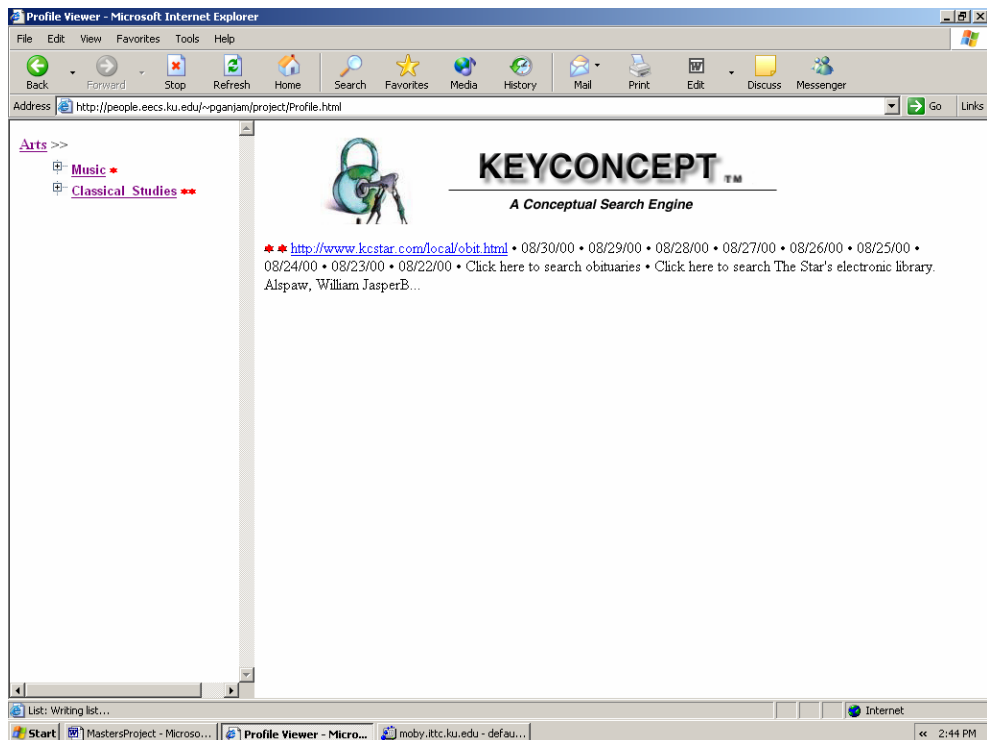 Profile Viewer - Microsoft Internet Explorer
File Edit View Favorites Tools Help
Back Forward Stop Refresh Home Search Favorites Media History Mail Print Edit Discuss Messenger
Address http://people.eecs.ku.edu/~pganjam/project/Profile.html Go Links
Arts >>
Music
Classical Studies
KEYCONCEPT TM
A Conceptual Search Engine
http://www.kcstar.com/local/obit.html • 08/30/00 • 08/29/00 • 08/28/00 • 08/27/00 • 08/26/00 • 08/25/00 •
08/24/00 • 08/23/00 • 08/22/00 • Click here to search obituaries • Click here to search The Star's electronic library.
Alspaw, William JasperB...
List: Writing list...
Internet
Start MastersProject - Microso... Profile Viewer - Micro... moby.ittc.ku.edu - defau... « 2:44 PM